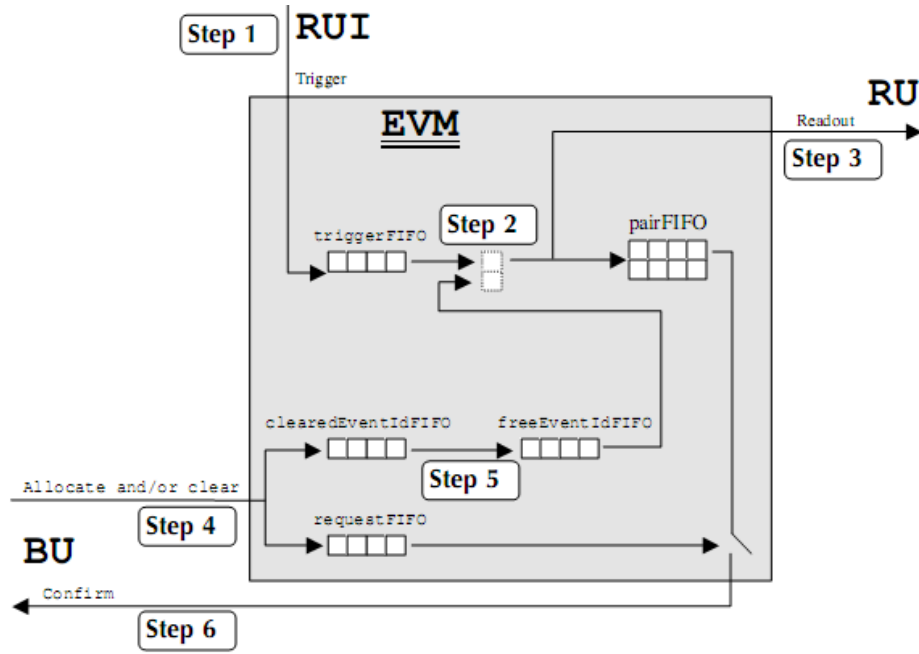 Step 1
RUI
Trigger
RU
EVM
Readout
Step 3
Step 2
pairFIFO
triggerFIFO
clearedEventIdFIFO
freeEventIdFIFO
Step 5
Allocate and/or clear
Step 4
requestFIFO
BU
Confirm
Step 6